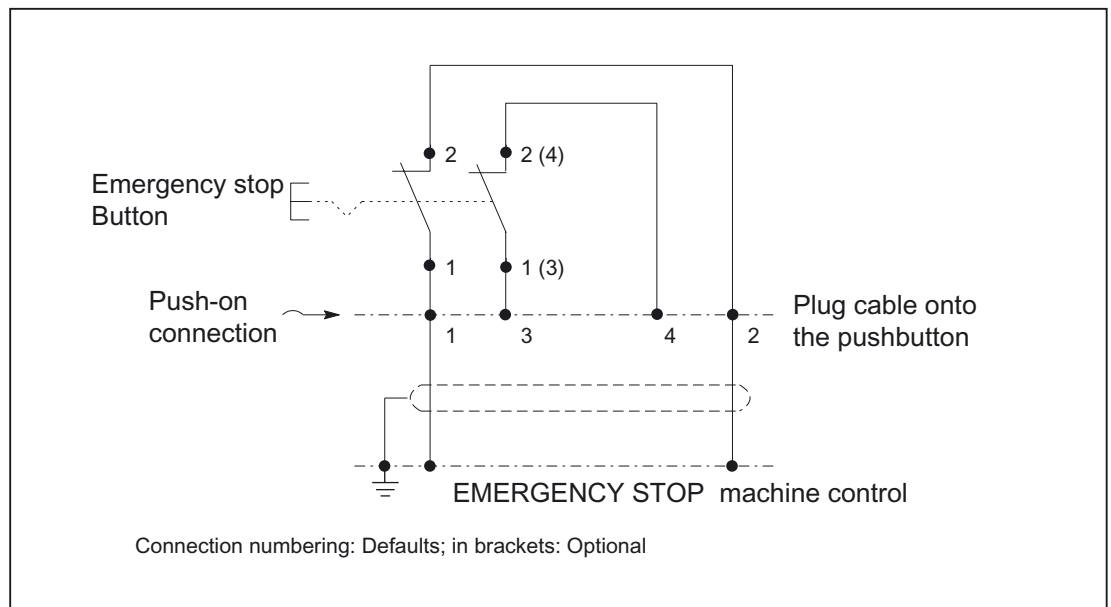 2
2 (4)
Emergency stop
Button
1
1 (3)
Push-on
connection
1
3
4
2
Plug cable onto
the pushbutton
EMERGENCY STOP machine control
Connection numbering: Defaults; in brackets: Optional